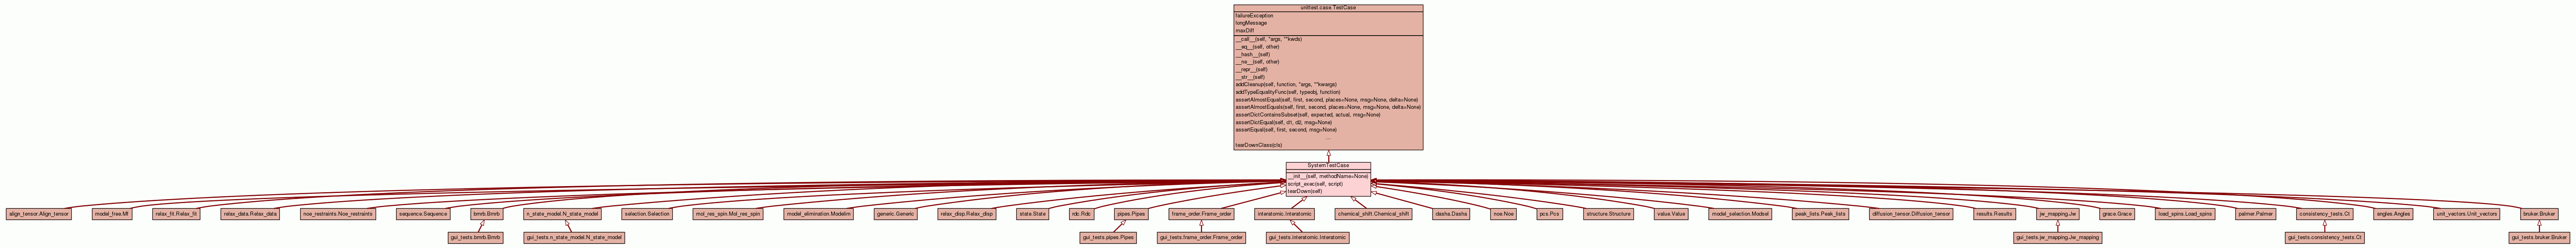 unittest.case.TestCase
failureException
longMessage
maxDiff
__call__(self, *args, **kwds)
__eq__(self, other)
__hash__(self)
__ne__(self, other)
__repr__(self)
__str__(self)
addCleanup(self, function, *args, **kwargs)
addTypeEqualityFunc(self, typeobj, function)
assertAlmostEqual(self, first, second, places=None, msg=None, delta=None)
assertAlmostEquals(self, first, second, places=None, msg=None, delta=None)
assertDictContainsSubset(self, expected, actual, msg=None)
assertDictEqual(self, d1, d2, msg=None)
assertEqual(self, first, second, msg=None)
...
tearDownClass(cls)
SystemTestCase
__init__(self, methodName=None)
script_exec(self, script)
tearDown(self)
align_tensor.Align_tensor
model_free.Mf
relax_fit.Relax_fit
relax_data.Relax_data
noe_restraints.Noe_restraints
sequence.Sequence
bmrb.Bmrb
n_state_model.N_state_model
selection.Selection
mol_res_spin.Mol_res_spin
model_elimination.Modelim
generic.Generic
relax_disp.Relax_disp
state.State
rdc.Rdc
pipes.Pipes
frame_order.Frame_order
interatomic.Interatomic
chemical_shift.Chemical_shift
dasha.Dasha
noe.Noe
pcs.Pcs
structure.Structure
value.Value
model_selection.Modsel
peak_lists.Peak_lists
diffusion_tensor.Diffusion_tensor
results.Results
jw_mapping.Jw
grace.Grace
load_spins.Load_spins
palmer.Palmer
consistency_tests.Ct
angles.Angles
unit_vectors.Unit_vectors
bruker.Bruker
gui_tests.bmrb.Bmrb
gui_tests.n_state_model.N_state_model
gui_tests.pipes.Pipes
gui_tests.frame_order.Frame_order
gui_tests.interatomic.Interatomic
gui_tests.jw_mapping.Jw_mapping
gui_tests.consistency_tests.Ct
gui_tests.bruker.Bruker